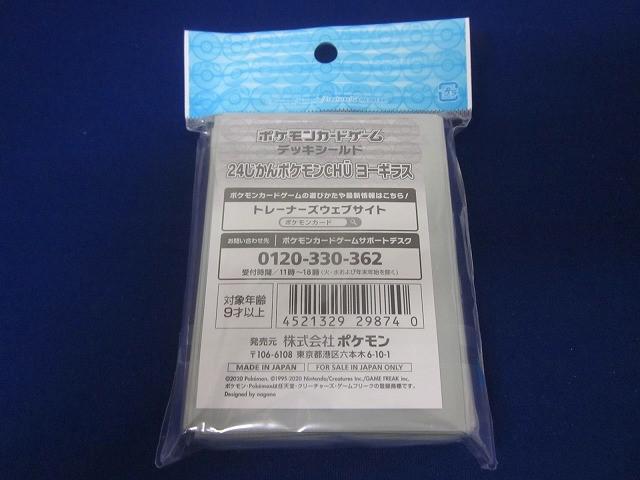 ポケモンカードゲーム
デッキシールド
24じかんポケモンCHŪ ヨーギラス
ポケモンカードゲームの遊びかたや最新情報はこちら!
トレーナーズウェブサイト
ポケモンカード
お問い合わせ先 ポケモンカードゲームサポートデスク
0120-330-362
受付時間/11時〜18時(火・水および年末年始を除く)
対象年齢
9才以上
4521329 29874 0
発売元 株式会社 ポケモン
〒106-6108 東京都港区六本木6-10-1
MADE IN JAPAN
FOR SALE IN JAPAN ONLY
©2020 Pokémon. ©1995-2020 Nintendo/Creatures Inc./GAME FREAK inc.
ポケモン・Pokémonは任天堂・クリーチャーズ・ゲームフリークの登録商標です。
Designed by nagano